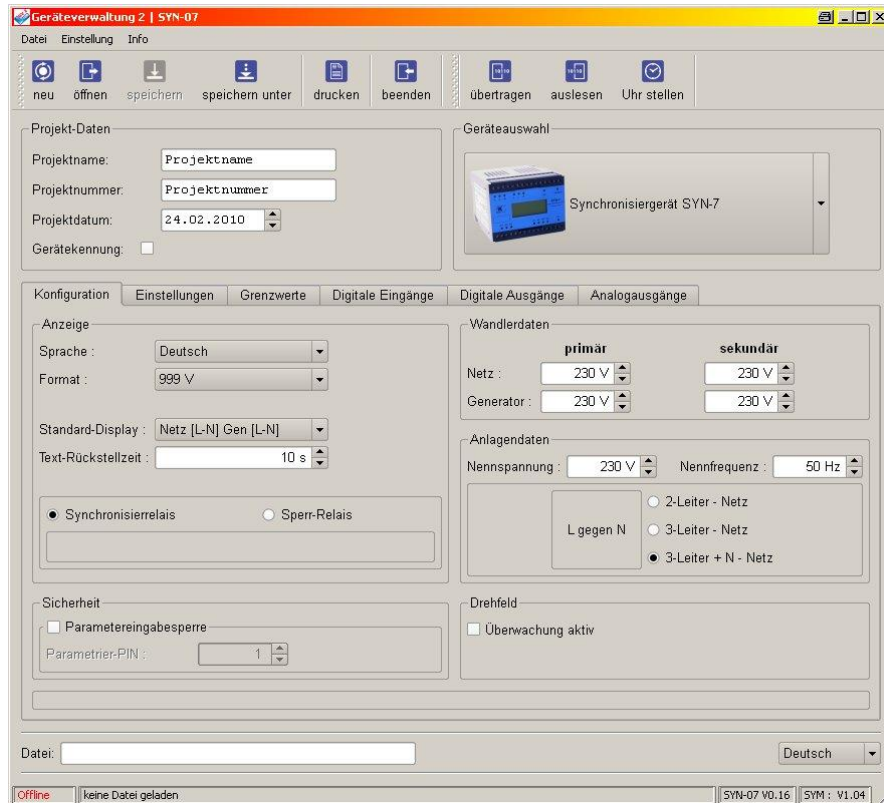 Geräteverwaltung 2 | SYN-07
Datei Einstellung Info
neu öffnen speichern speichern unter drucken beenden übertragen auslesen Uhr stellen
Projekt-Daten
Projektname: Projektname
Projektnummer: Projektnummer
Projektdatum: 24.02.2010
Gerätekennung:
Geräteauswahl
Synchronisiergerät SYN-7
Konfiguration Einstellungen Grenzwerte Digitale Eingänge Digitale Ausgänge Analogausgänge
Anzeige
Sprache : Deutsch
Format : 999 V
Standard-Display : Netz [L-N] Gen [L-N]
Text-Rückstellzeit : 10 s
Synchronisierrelais Sperr-Relais
Wandlerdaten
primär sekundär
Netz : 230 V 230 V
Generator : 230 V 230 V
Anlagendaten
Nennspannung : 230 V Nennfrequenz : 50 Hz
L gegen N
2-Leiter - Netz
3-Leiter - Netz
3-Leiter + N - Netz
Sicherheit
Parametereingabesperre
Parametrier-PIN : 1
Drehfeld
Überwachung aktiv
Datei: Deutsch
Offline keine Datei geladen SYN-07 V0.16 SYM : V1.04